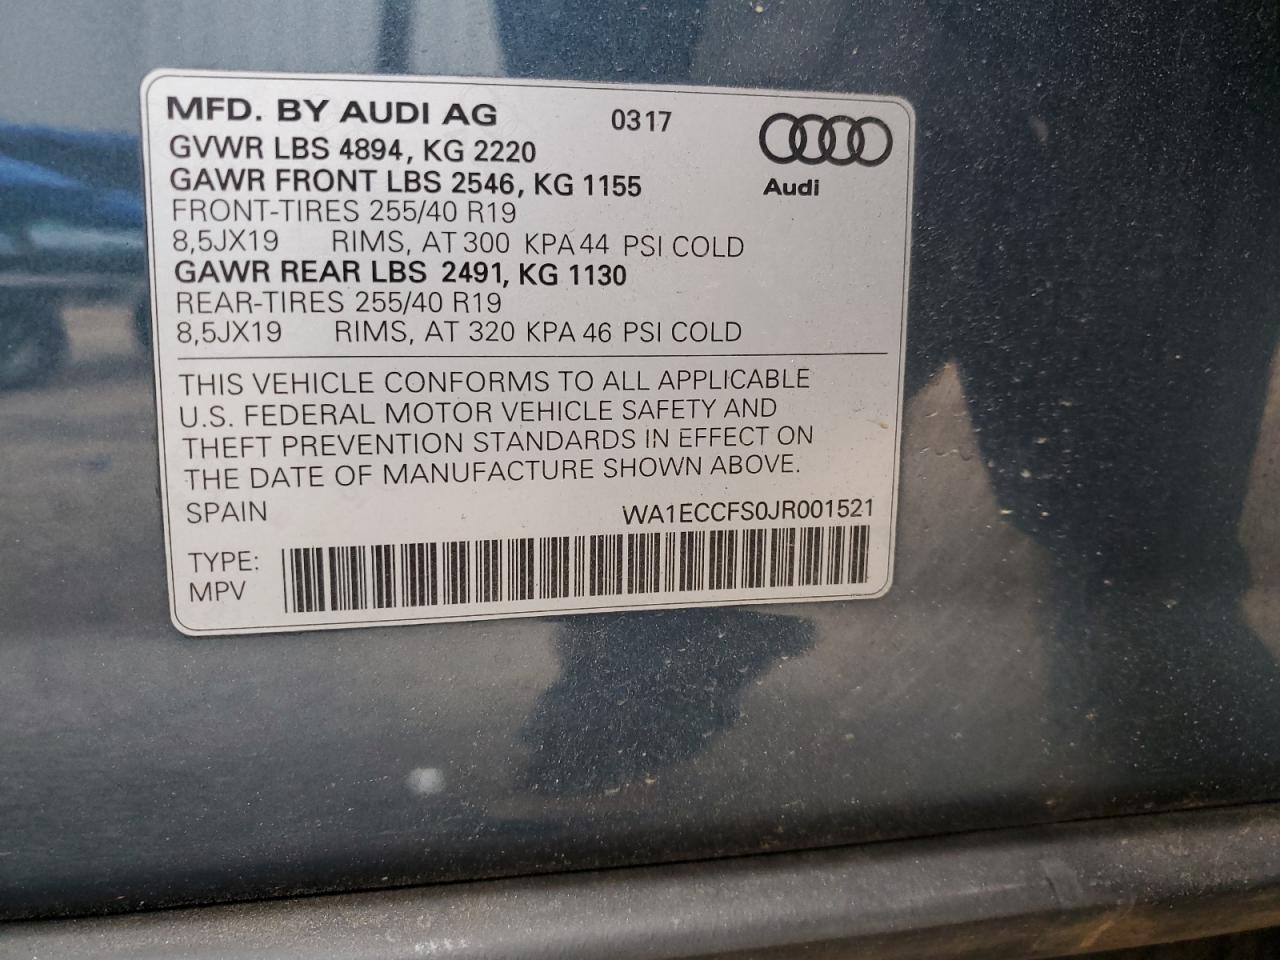 MFD. BY AUDI AG 0317
GVWR LBS 4894, KG 2220
Audi
GAWR FRONT LBS 2546, KG 1155
FRONT-TIRES 255/40 R19
8,5JX19 RIMS, AT 300 KPA 44 PSI COLD
GAWR REAR LBS 2491, KG 1130
REAR-TIRES 255/40 R19
8,5JX19 RIMS, AT 320 KPA 46 PSI COLD
THIS VEHICLE CONFORMS TO ALL APPLICABLE
U.S. FEDERAL MOTOR VEHICLE SAFETY AND
THEFT PREVENTION STANDARDS IN EFFECT ON
THE DATE OF MANUFACTURE SHOWN ABOVE.
SPAIN WA1ECCFS0JR001521
TYPE:
MPV